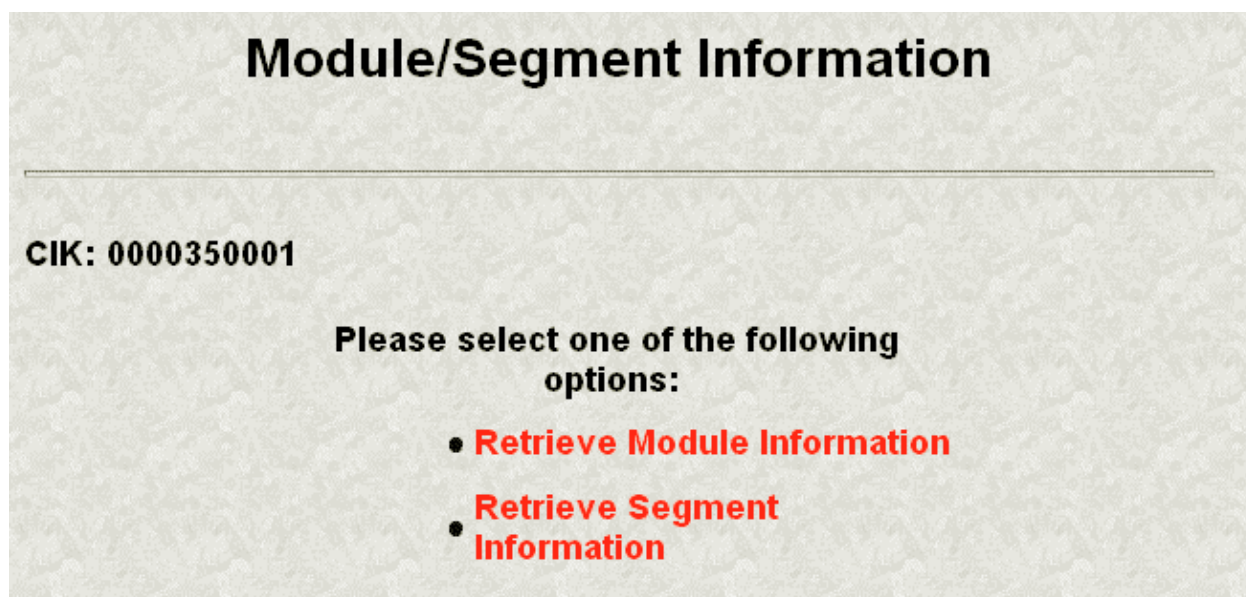 Module/Segment Information
CIK: 0000350001
Please select one of the following
options:
Retrieve Module Information
Retrieve Segment
Information